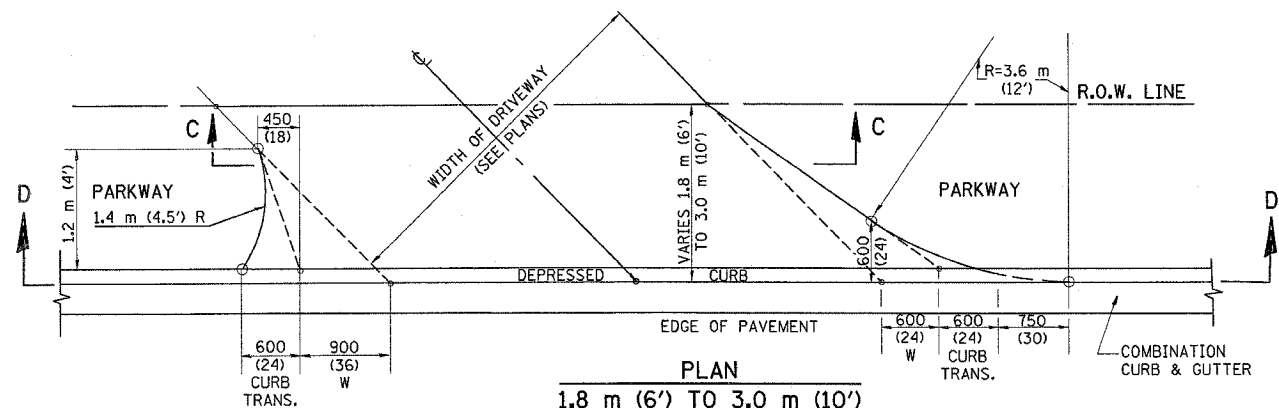 ℄
WIDTH OF DRIVEWAY
(SEE PLANS)
R=3.6 m
(12')
R.O.W. LINE
450
(18)
C
C
1.2 m (4')
PARKWAY
1.4 m (4.5') R
VARIES 1.8 m (6')
TO 3.0 m (10')
PARKWAY
600
(24)
D
D
DEPRESSED CURB
EDGE OF PAVEMENT
600
(24)
CURB
TRANS.
900
(36)
W
600
(24)
W
600
(24)
CURB
TRANS.
750
(30)
COMBINATION
CURB & GUTTER
PLAN
1.8 m (6') TO 3.0 m (10')